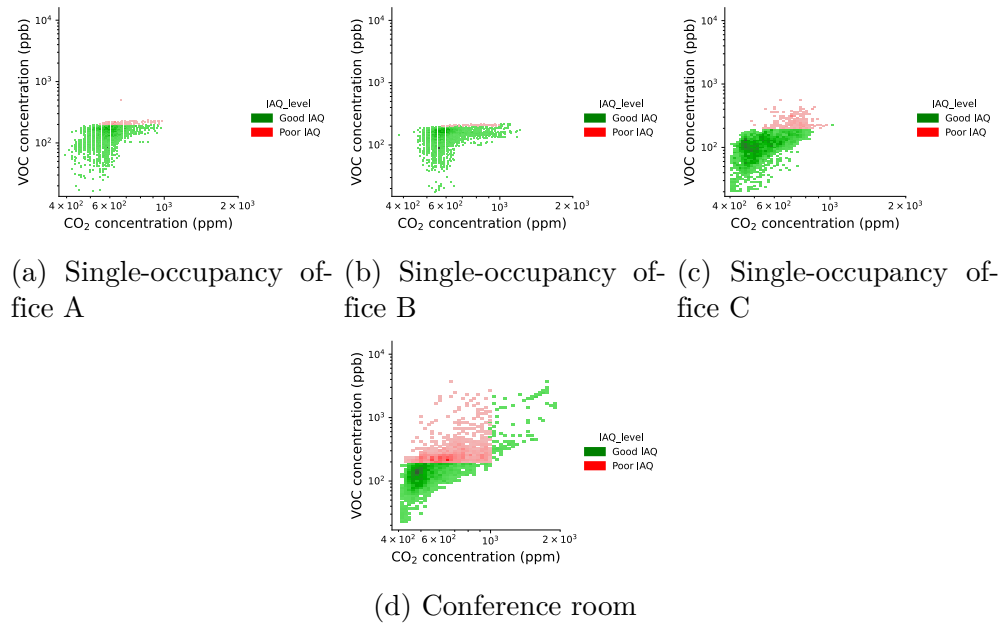 VOC concentration (ppb)
10⁴
10³
10²
4 × 10² 6 × 10² 10³ 2 × 10³
CO₂ concentration (ppm)
IAQ_level
Good IAQ
Poor IAQ
VOC concentration (ppb)
10⁴
10³
10²
4 × 10² 6 × 10² 10³ 2 × 10³
CO₂ concentration (ppm)
IAQ_level
Good IAQ
Poor IAQ
VOC concentration (ppb)
10⁴
10³
10²
4 × 10² 6 × 10² 10³ 2 × 10³
CO₂ concentration (ppm)
IAQ_level
Good IAQ
Poor IAQ
(a) Single-occupancy of-
fice A
(b) Single-occupancy of-
fice B
(c) Single-occupancy of-
fice C
VOC concentration (ppb)
10⁴
10³
10²
4 × 10² 6 × 10² 10³ 2 × 10³
CO₂ concentration (ppm)
IAQ_level
Good IAQ
Poor IAQ
(d) Conference room